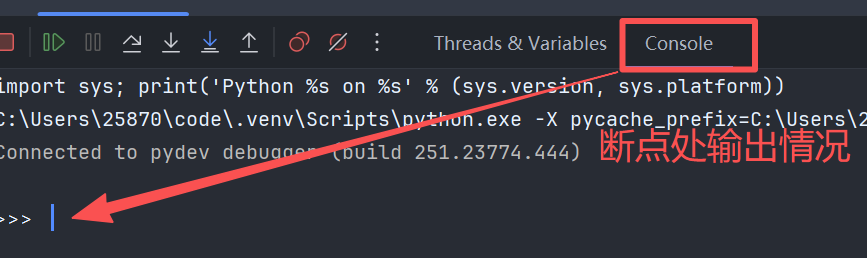 Threads & Variables
Console
import sys; print('Python %s on %s' % (sys.version, sys.platform))
C:\Users\25870\code\.venv\Scripts\python.exe -X pycache_prefix=C:\Users\2
Connected to pydev debugger (build 251.23774.444)
断点处输出情况
>>>